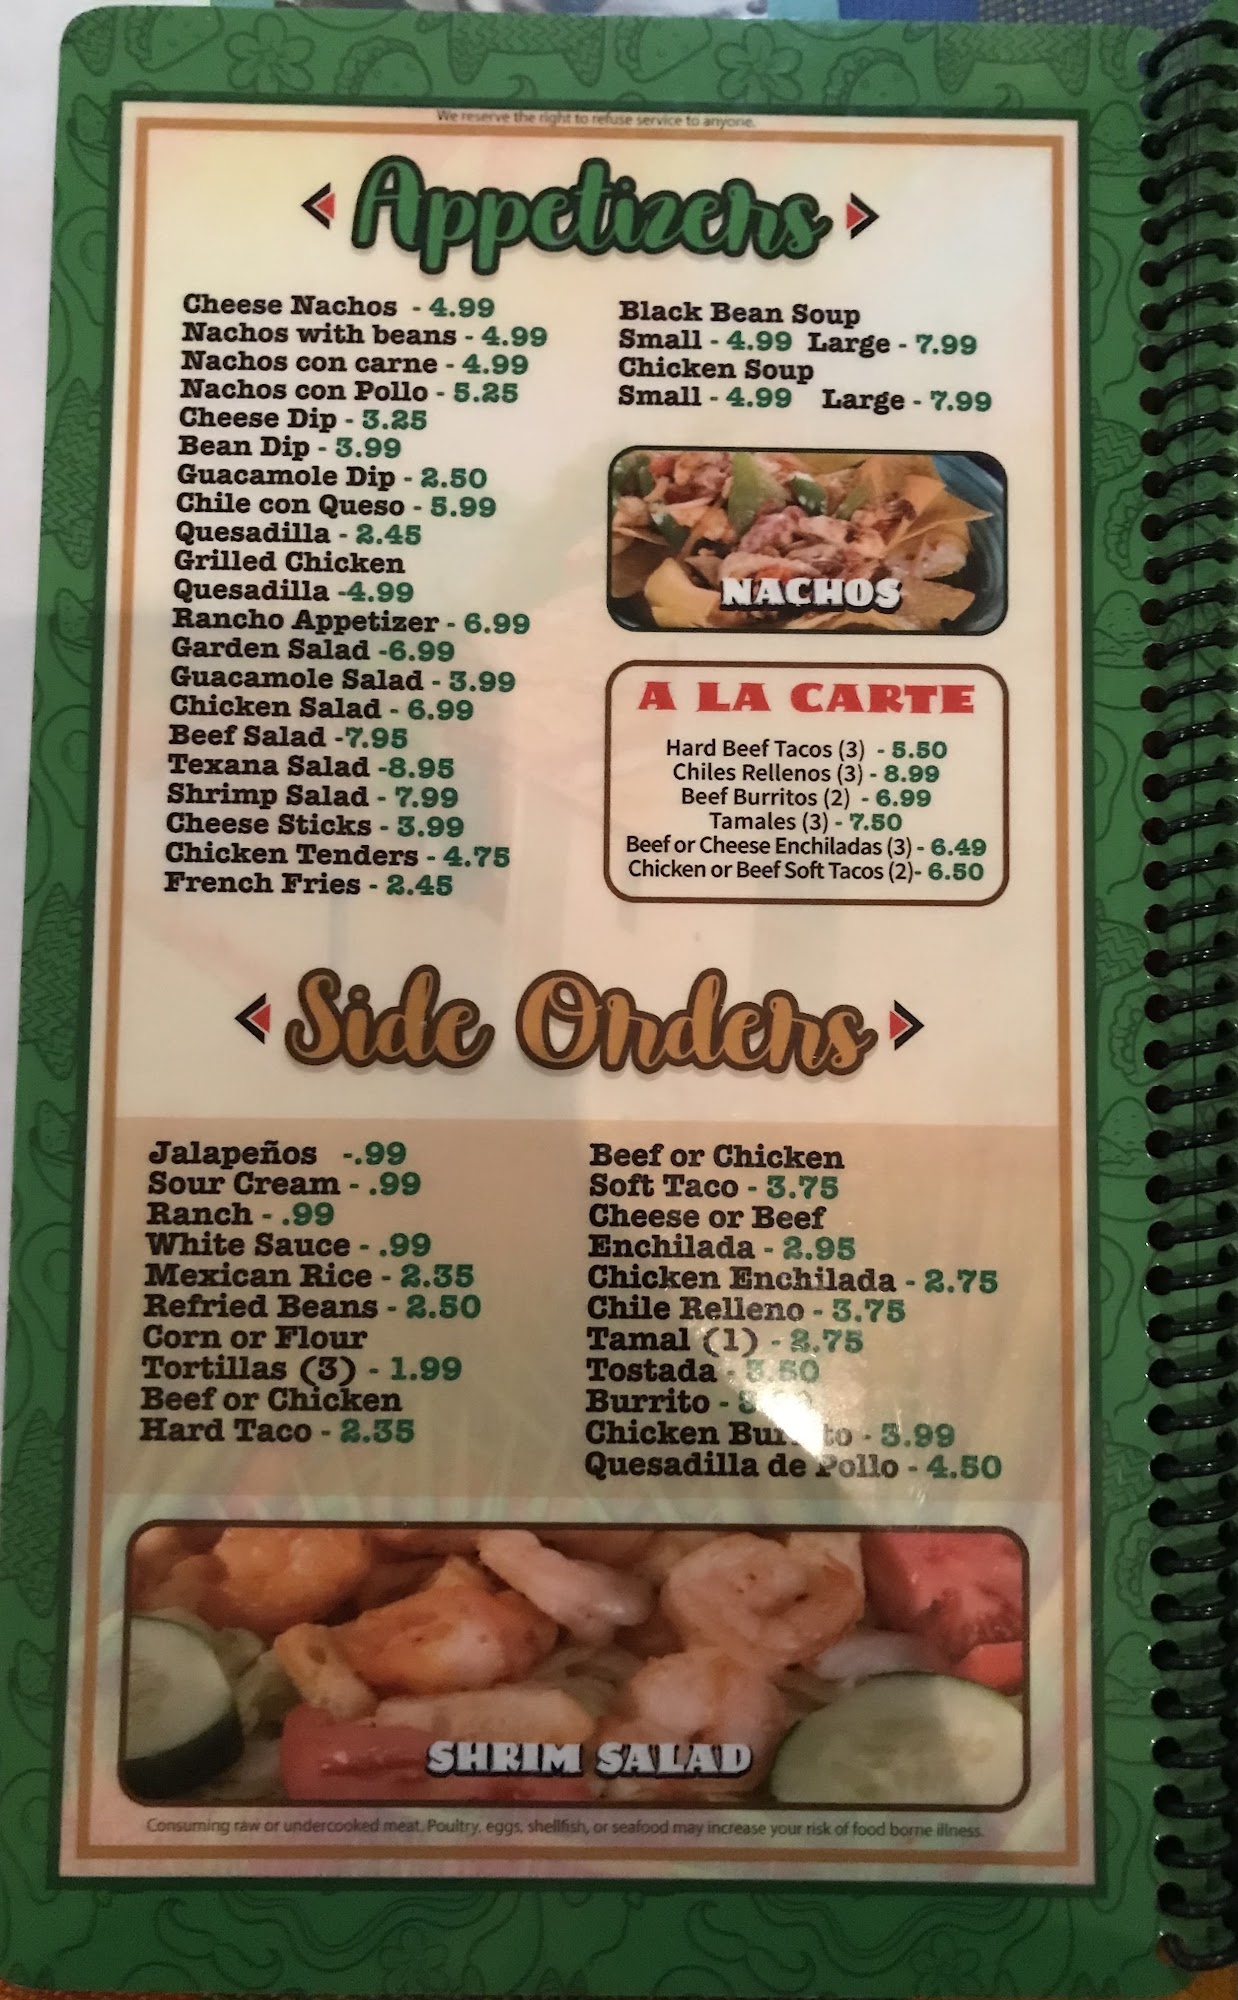 We reserve the right to refuse service to anyone.
Appetizers
Cheese Nachos - 4.99
Nachos with beans - 4.99
Nachos con carne - 4.99
Nachos con Pollo - 5.25
Cheese Dip - 3.25
Bean Dip - 3.99
Guacamole Dip - 2.50
Chile con Queso - 5.99
Quesadilla - 2.45
Grilled Chicken
Quesadilla -4.99
Rancho Appetizer - 6.99
Garden Salad -6.99
Guacamole Salad - 3.99
Chicken Salad - 6.99
Beef Salad -7.95
Texana Salad -8.95
Shrimp Salad - 7.99
Cheese Sticks - 3.99
Chicken Tenders - 4.75
French Fries - 2.45
Black Bean Soup
Small - 4.99 Large - 7.99
Chicken Soup
Small - 4.99 Large - 7.99
NACHOS
A LA CARTE
Hard Beef Tacos (3) - 5.50
Chiles Rellenos (3) - 8.99
Beef Burritos (2) - 6.99
Tamales (3) - 7.50
Beef or Cheese Enchiladas (3) - 6.49
Chicken or Beef Soft Tacos (2)- 6.50
Side Orders
Jalapeños -.99
Sour Cream - .99
Ranch - .99
White Sauce - .99
Mexican Rice - 2.35
Refried Beans - 2.50
Corn or Flour
Tortillas (3) - 1.99
Beef or Chicken
Hard Taco - 2.35
Beef or Chicken
Soft Taco - 3.75
Cheese or Beef
Enchilada - 2.95
Chicken Enchilada - 2.75
Chile Relleno - 3.75
Tamal (1) - 2.75
Tostada - 3.50
Burrito -
Chicken Burrito - 3.99
Quesadilla de Pollo - 4.50
SHRIM SALAD
Consuming raw or undercooked meat, Poultry, eggs, shellfish, or seafood may increase your risk of food borne illness.